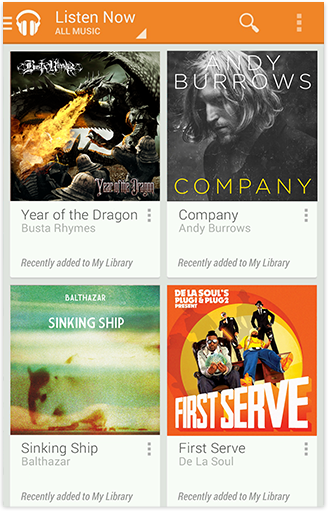 Listen Now
ALL MUSIC
Busta Rhymes
Year of the Dragon
ANDY
BURROWS
COMPANY
Year of the Dragon
Busta Rhymes
Recently added to My Library
Company
Andy Burrows
Recently added to My Library
BALTHAZAR
SINKING SHIP
DE LA SOUL'S
PLUG1 & PLUG2
PRESENT
FIRST SERVE
Sinking Ship
Balthazar
Recently added to My Library
First Serve
De La Soul
Recently added to My Library